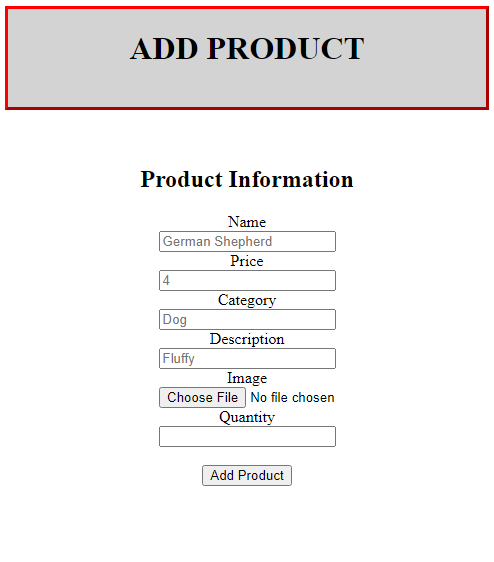 ADD PRODUCT
Product Information
Name
German Shepherd
Price
4
Category
Dog
Description
Fluffy
Image
Choose File No file chosen
Quantity
Add Product